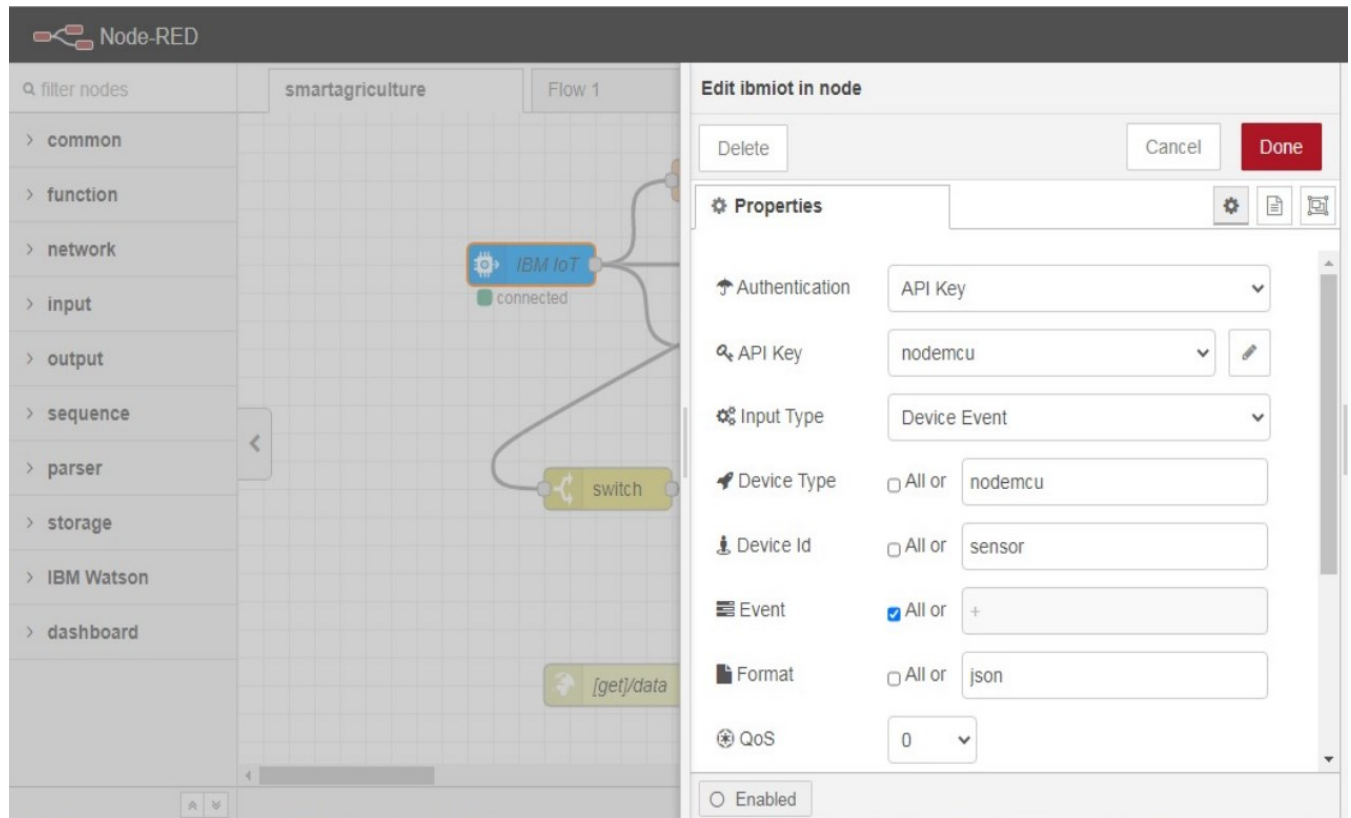 Node-RED
filter nodes
common
function
network
input
output
sequence
parser
storage
IBM Watson
dashboard
smartagriculture
Flow 1
IBM IoT
connected
switch
[get]/data
Edit ibmiot in node
Delete
Cancel
Done
Properties
Authentication
API Key
API Key
nodemcu
Input Type
Device Event
Device Type
All or
nodemcu
Device Id
All or
sensor
Event
All or
+
Format
All or
json
QoS
0
Enabled